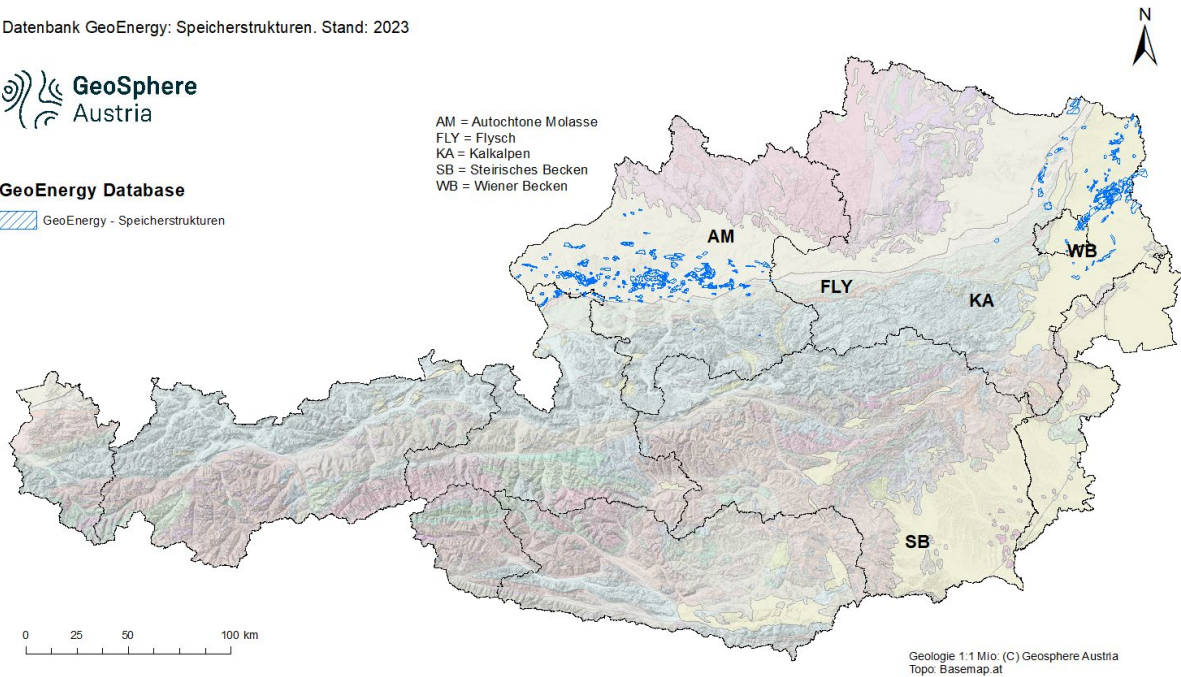 Datenbank GeoEnergy: Speicherstrukturen. Stand: 2023
N
GeoSphere
Austria
AM = Autochtone Molasse
FLY = Flysch
KA = Kalkalpen
SB = Steirisches Becken
WB = Wiener Becken
GeoEnergy Database
GeoEnergy - Speicherstrukturen
AM
WB
FLY
KA
SB
0 25 50 100 km
Geologie 1:1 Mio: (C) Geosphere Austria
Topo: Basemap.at